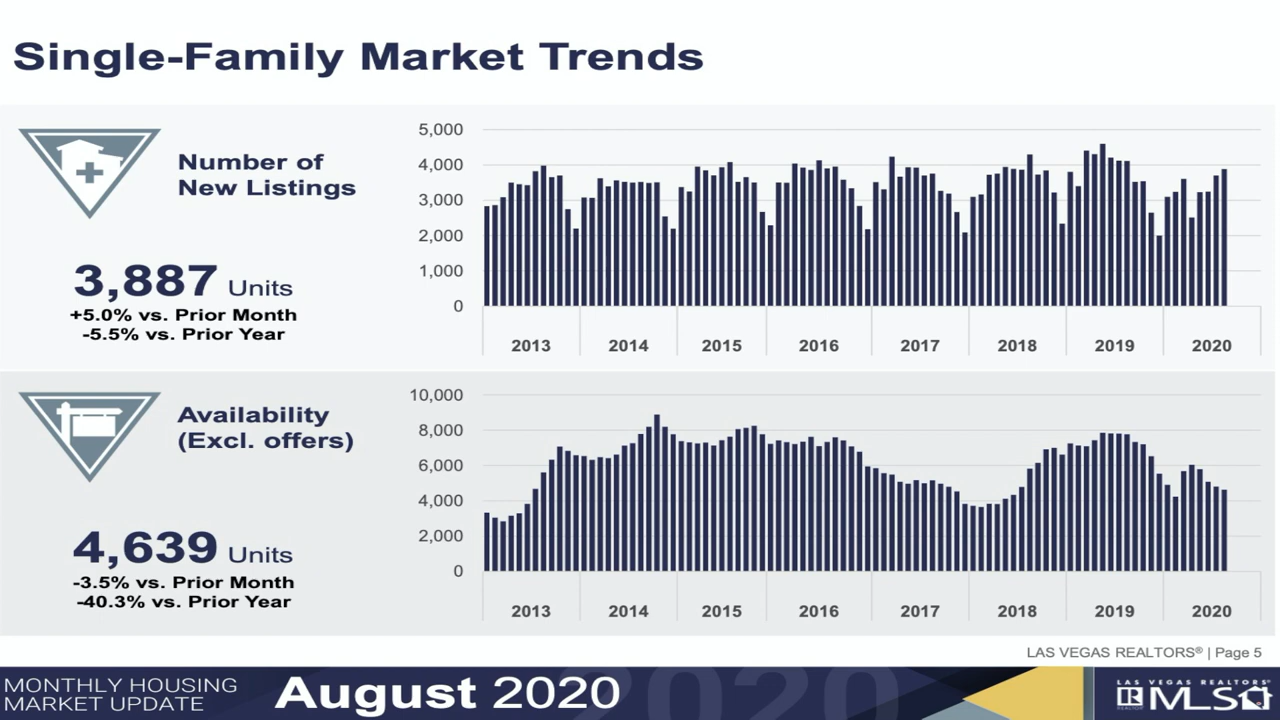 Single-Family Market Trends
Number of
New Listings
3,887 Units
+5.0% vs. Prior Month
-5.5% vs. Prior Year
5,000
4,000
3,000
2,000
1,000
0
2013 2014 2015 2016 2017 2018 2019 2020
Availability
(Excl. offers)
4,639 Units
-3.5% vs. Prior Month
-40.3% vs. Prior Year
10,000
8,000
6,000
4,000
2,000
0
2013 2014 2015 2016 2017 2018 2019 2020
LAS VEGAS REALTORS® | Page 5
MONTHLY HOUSING
MARKET UPDATE
August 2020
2020
LAS VEGAS REALTORS®
R MLS
REALTOR